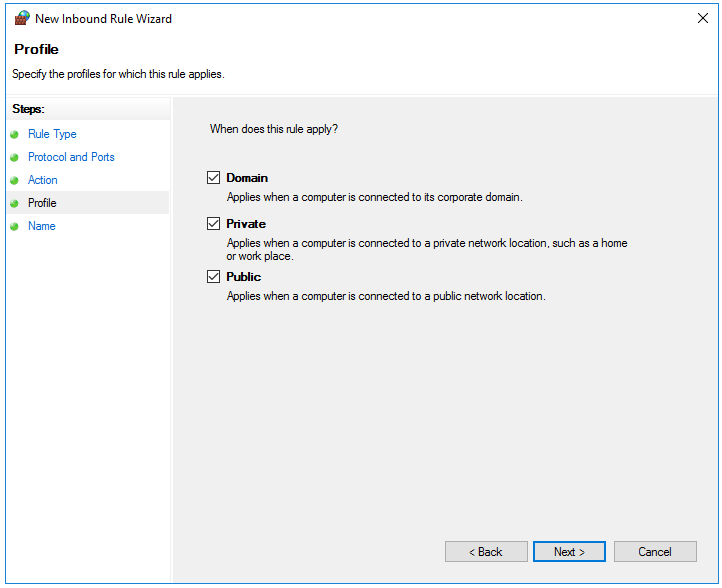 New Inbound Rule Wizard
Profile
Specify the profiles for which this rule applies.
Steps:
Rule Type
Protocol and Ports
Action
Profile
Name
When does this rule apply?
Domain
Applies when a computer is connected to its corporate domain.
Private
Applies when a computer is connected to a private network location, such as a home
or work place.
Public
Applies when a computer is connected to a public network location.
< Back
Next >
Cancel